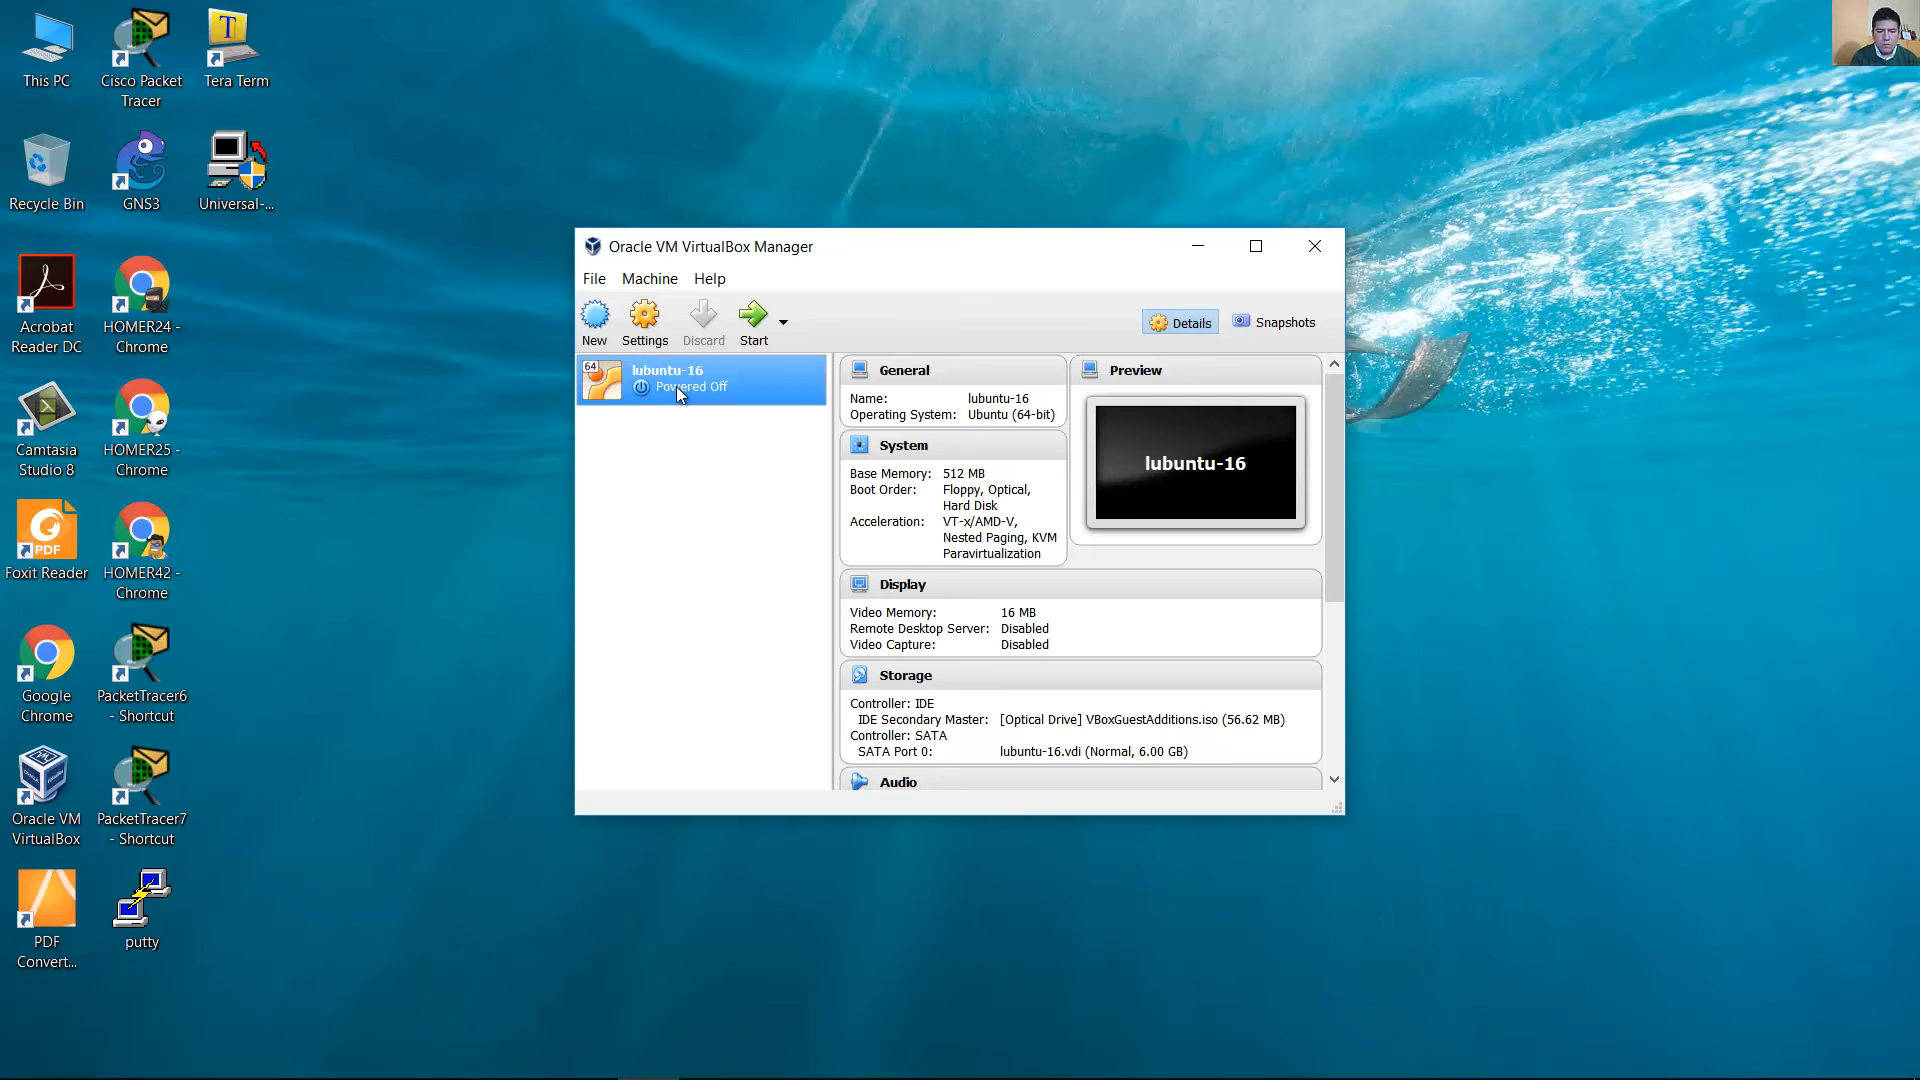 This PC
Cisco Packet
Tracer
Tera Term
Recycle Bin
GNS3
Universal-...
Acrobat
Reader DC
HOMER24 -
Chrome
Camtasia
Studio 8
HOMER25 -
Chrome
PDF
Foxit Reader
HOMER42 -
Chrome
Google
Chrome
PacketTracer6
- Shortcut
Oracle VM
VirtualBox
PacketTracer7
- Shortcut
PDF
Convert...
putty
Oracle VM VirtualBox Manager
File Machine Help
New Settings Discard Start
Details Snapshots
64
lubuntu-16
Powered Off
General
Name: lubuntu-16
Operating System: Ubuntu (64-bit)
System
Base Memory: 512 MB
Boot Order: Floppy, Optical,
Hard Disk
Acceleration: VT-x/AMD-V,
Nested Paging, KVM
Paravirtualization
Preview
lubuntu-16
Display
Video Memory: 16 MB
Remote Desktop Server: Disabled
Video Capture: Disabled
Storage
Controller: IDE
IDE Secondary Master: [Optical Drive] VBoxGuestAdditions.iso (56.62 MB)
Controller: SATA
SATA Port 0: lubuntu-16.vdi (Normal, 6.00 GB)
Audio